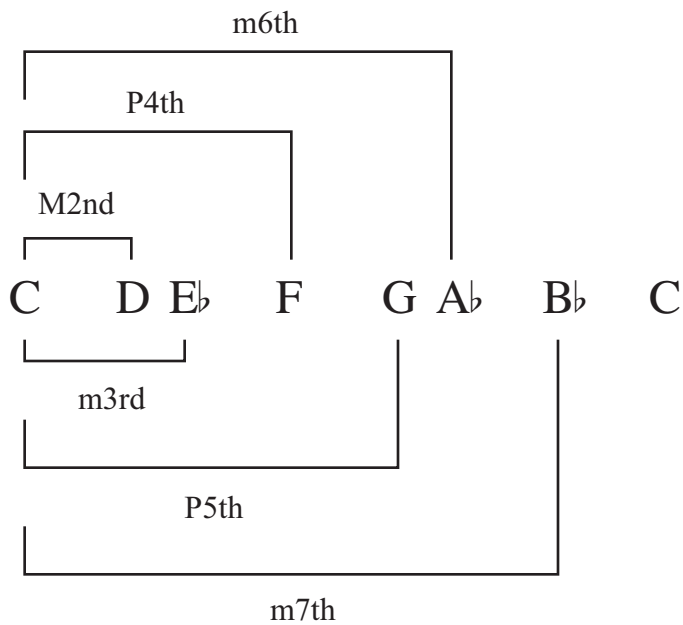 m6th
P4th
M2nd
C D E♭ F G A♭ B♭ C
m3rd
P5th
m7th